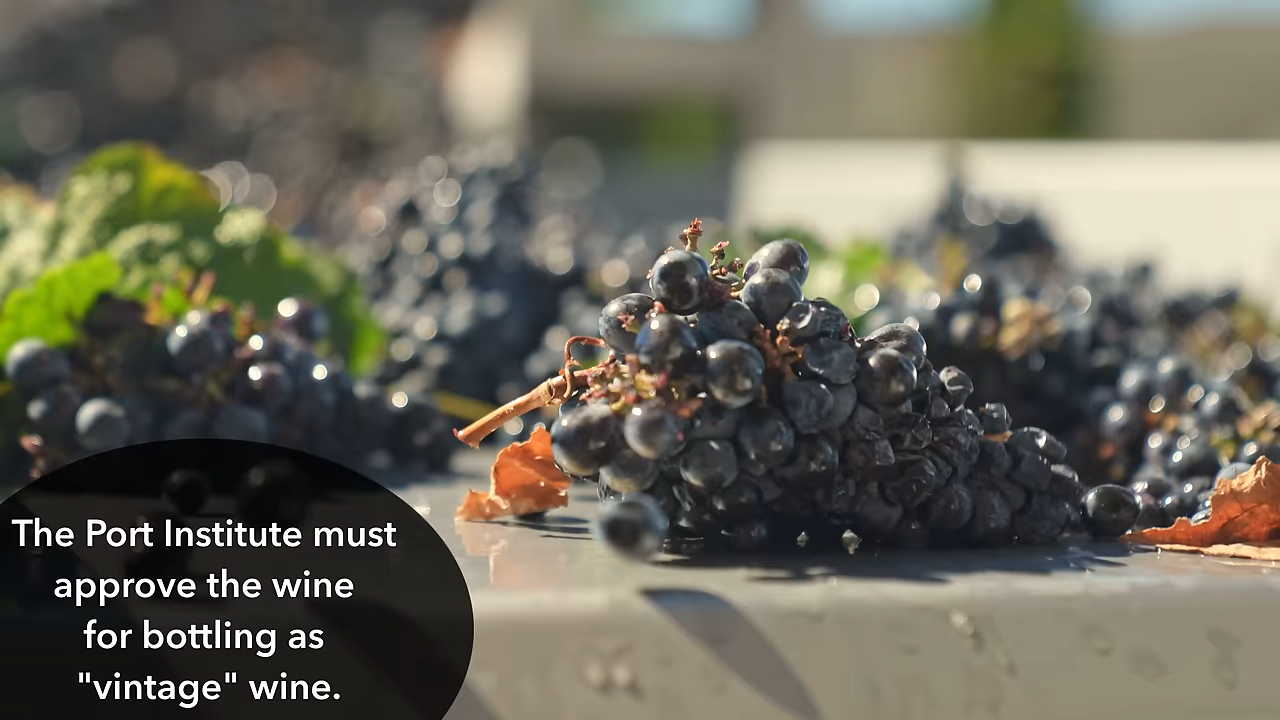 The Port Institute must
approve the wine
for bottling as
"vintage" wine.